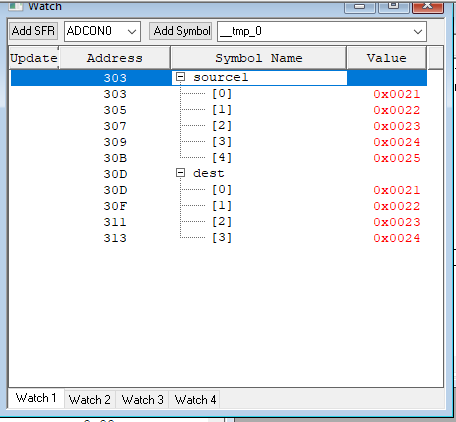 Watch
Add SFR ADCON0 Add Symbol __tmp_0
Update Address Symbol Name Value
303 source1
303 [0] 0x0021
305 [1] 0x0022
307 [2] 0x0023
309 [3] 0x0024
30B [4] 0x0025
30D dest
30D [0] 0x0021
30F [1] 0x0022
311 [2] 0x0023
313 [3] 0x0024
Watch 1 Watch 2 Watch 3 Watch 4